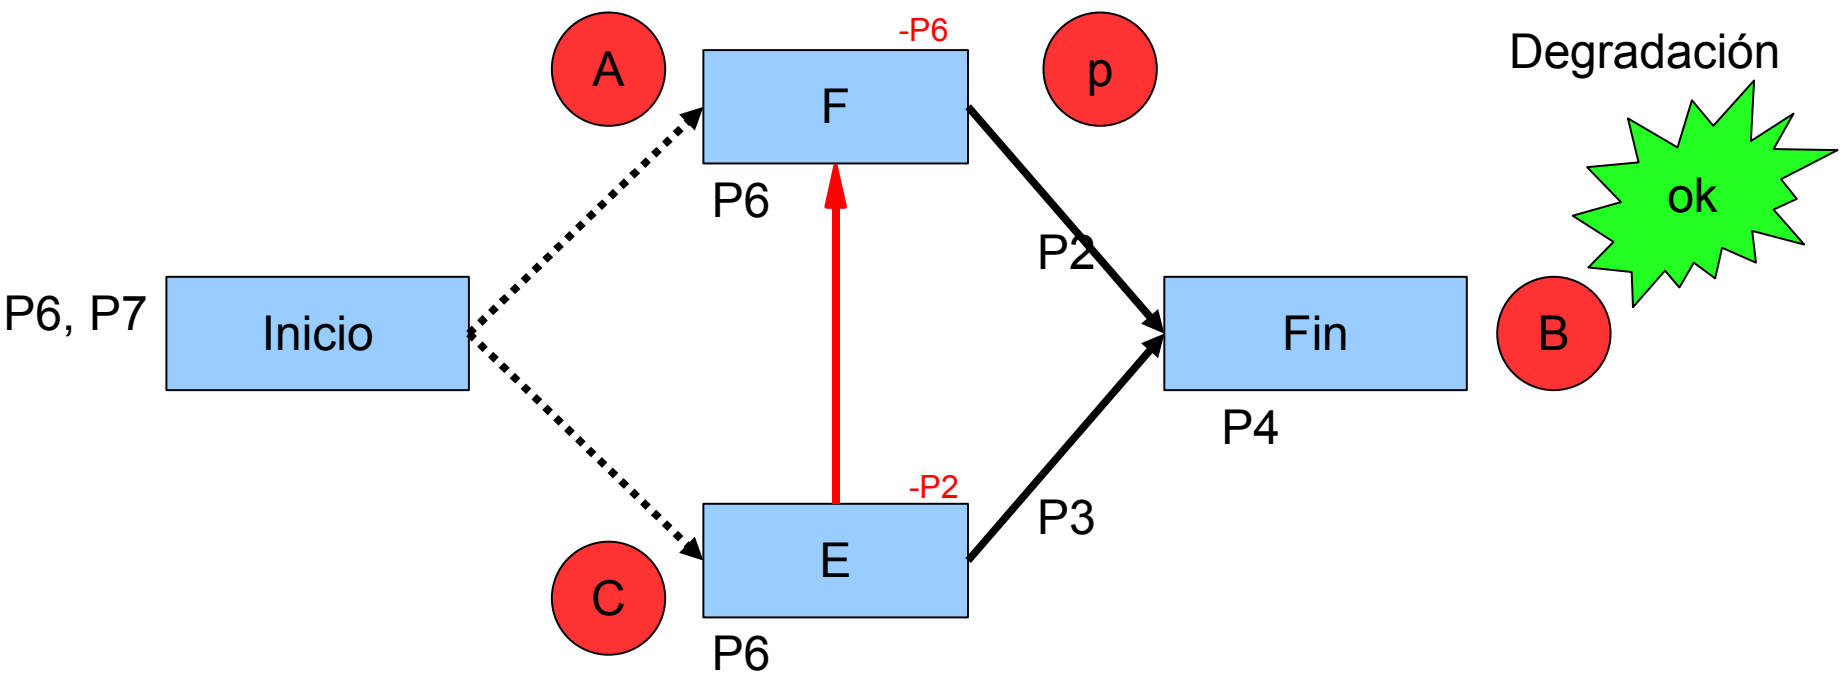 -P6
Degradación
A
F
p
P6
ok
P2
P6, P7
Inicio
Fin
B
P4
-P2
P3
E
C
P6